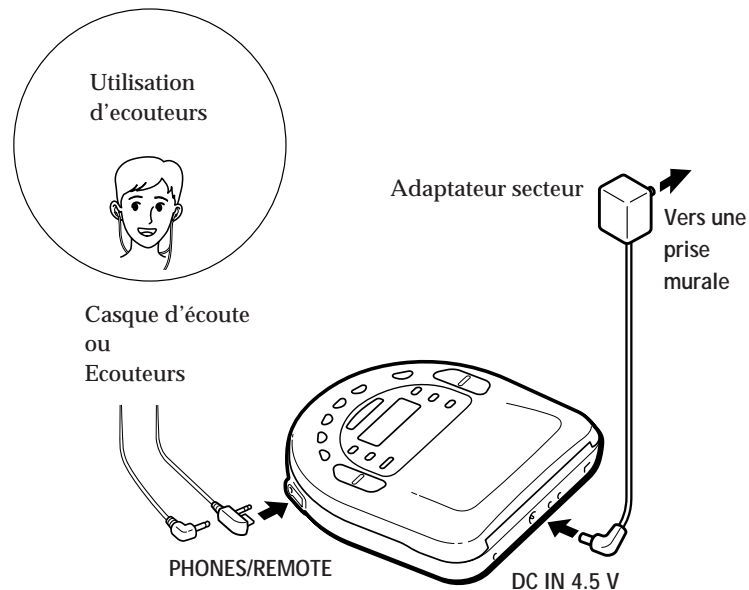 Utilisation
d'ecouteurs
Adaptateur secteur
Vers une
prise
murale
Casque d'écoute
ou
Ecouteurs
PHONES/REMOTE
DC IN 4.5 V